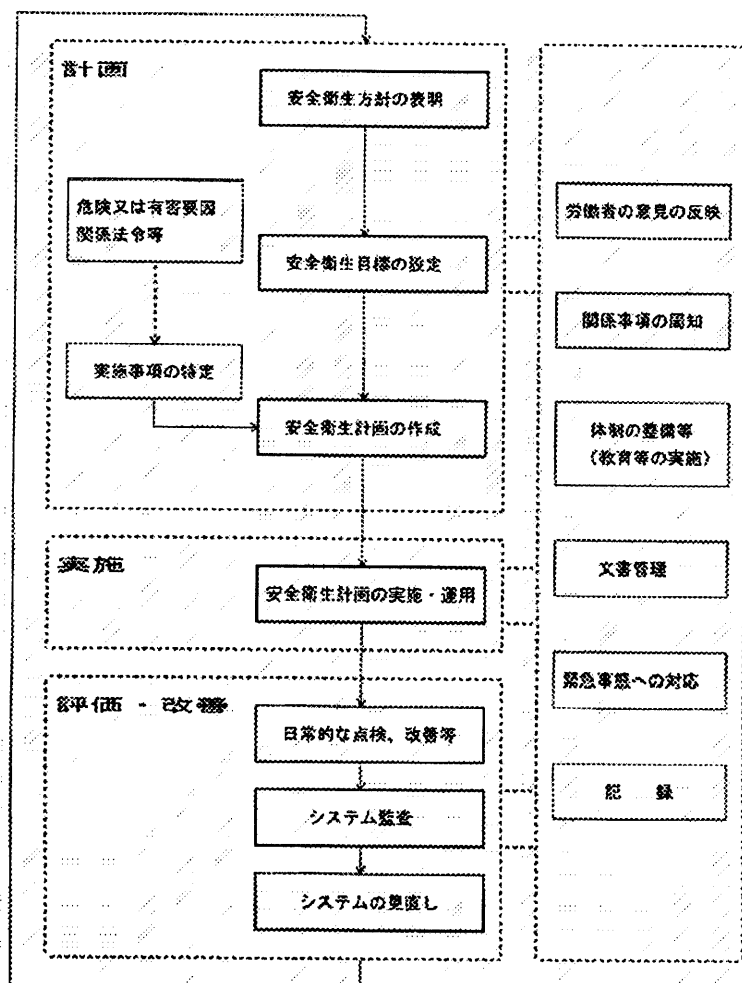 計画
安全衛生方針の表明
危険又は有害要因
関係法令等
安全衛生目標の設定
実施事項の特定
安全衛生計画の作成
実施
安全衛生計画の実施・運用
評価・改善
日常的な点検、改善等
システム監査
システムの見直し
労働者の意見の反映
関係事項の周知
体制の整備等
（教育等の実施）
文書管理
緊急事態への対応
記　録